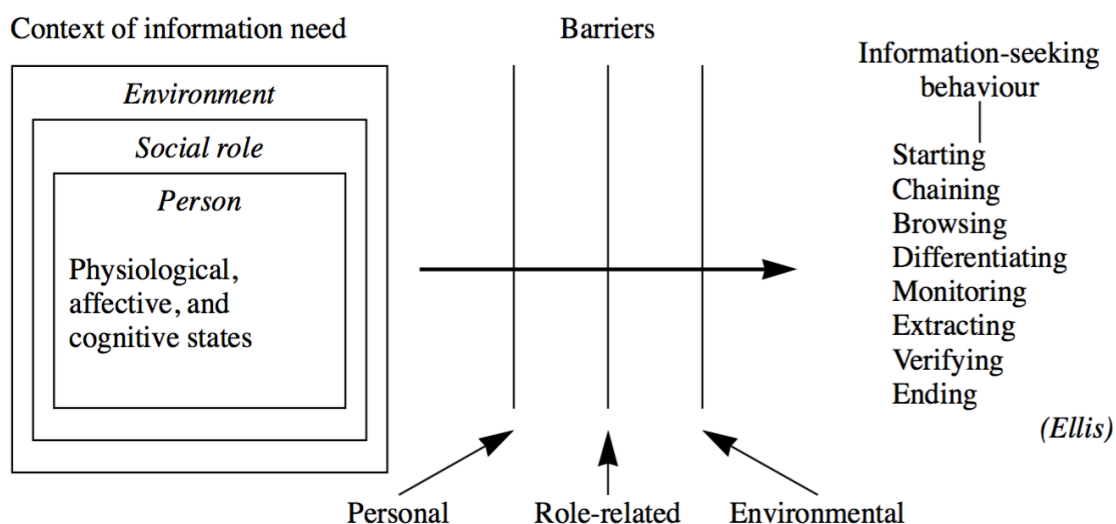 Context of information need
Barriers
Information-seeking
behaviour
Environment
Social role
Person
Physiological,
affective, and
cognitive states
Starting
Chaining
Browsing
Differentiating
Monitoring
Extracting
Verifying
Ending
(Ellis)
Personal
Role-related
Environmental